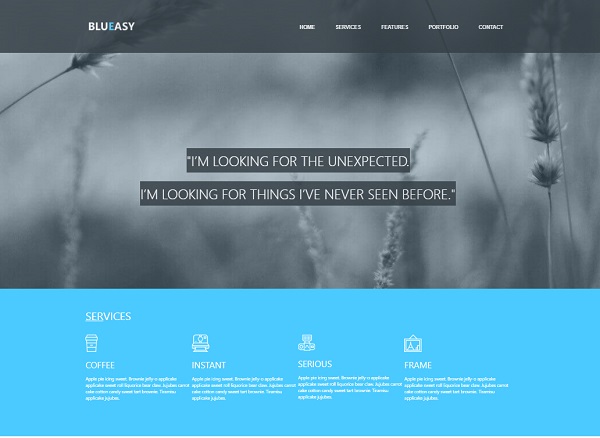 BLUEASY
HOME SERVICES FEATURES PORTFOLIO CONTACT
"I'M LOOKING FOR THE UNEXPECTED.
I'M LOOKING FOR THINGS I'VE NEVER SEEN BEFORE."
SERVICES
COFFEE
Apple pie icing sweet. Brownie jelly-o applicake
applicake sweet roll liquorice bear claw. Jujubes carrot
cake cotton candy sweet tart brownie. Tiramisu
applicake jujubes.
INSTANT
Apple pie icing sweet. Brownie jelly-o applicake
applicake sweet roll liquorice bear claw. Jujubes carrot
cake cotton candy sweet tart brownie. Tiramisu
applicake jujubes.
SERIOUS
Apple pie icing sweet. Brownie jelly-o applicake
applicake sweet roll liquorice bear claw. Jujubes carrot
cake cotton candy sweet tart brownie. Tiramisu
applicake jujubes.
FRAME
Apple pie icing sweet. Brownie jelly-o applicake
applicake sweet roll liquorice bear claw. Jujubes carrot
cake cotton candy sweet tart brownie. Tiramisu
applicake jujubes.